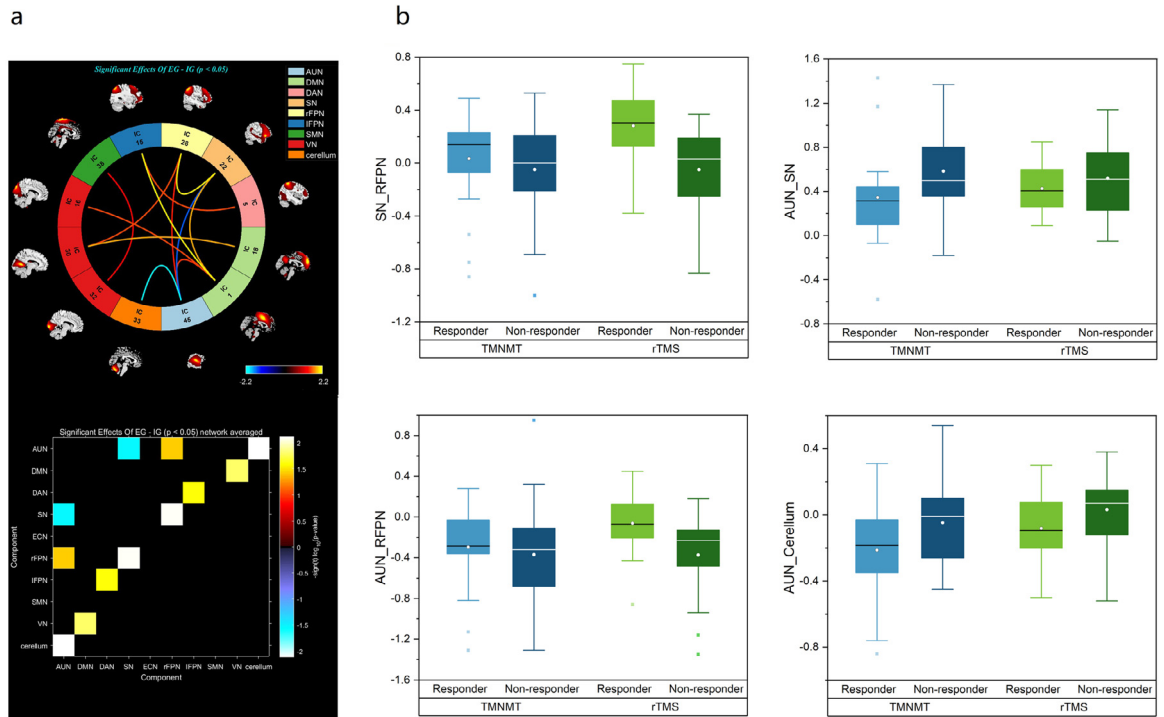 a
b
Significant Effects Of EG - IG (p < 0.05)
AUN
DMN
DAN
SN
rFPN
lFPN
SMN
VN
cerellum
IC 16
IC 28
IC 22
IC 5
IC 18
IC 1
IC 45
IC 33
IC
IC
IC
IC 38
-2.2
2.2
Significant Effects Of EG - IG (p < 0.05) network averaged
Component
AUN
DMN
DAN
SN
ECN
rFPN
lFPN
SMN
VN
cerellum
AUN DMN DAN SN ECN rFPN lFPN SMN VN cerellum
Component
2
1.5
1
0.5
0
-0.5
-1
-1.5
-2
-sign(t) log10(p-value)
SN_RFPN
0.8
0.4
0.0
-0.4
-0.8
-1.2
Responder Non-responder Responder Non-responder
TMNMT rTMS
AUN_SN
1.6
1.2
0.8
0.4
0.0
-0.4
-0.8
Responder Non-responder Responder Non-responder
TMNMT rTMS
AUN_RFPN
0.8
0.4
-0.0
-0.4
-0.8
-1.2
-1.6
Responder Non-responder Responder Non-responder
TMNMT rTMS
AUN_Cerellum
0.4
0.0
-0.4
-0.8
Responder Non-responder Responder Non-responder
TMNMT rTMS